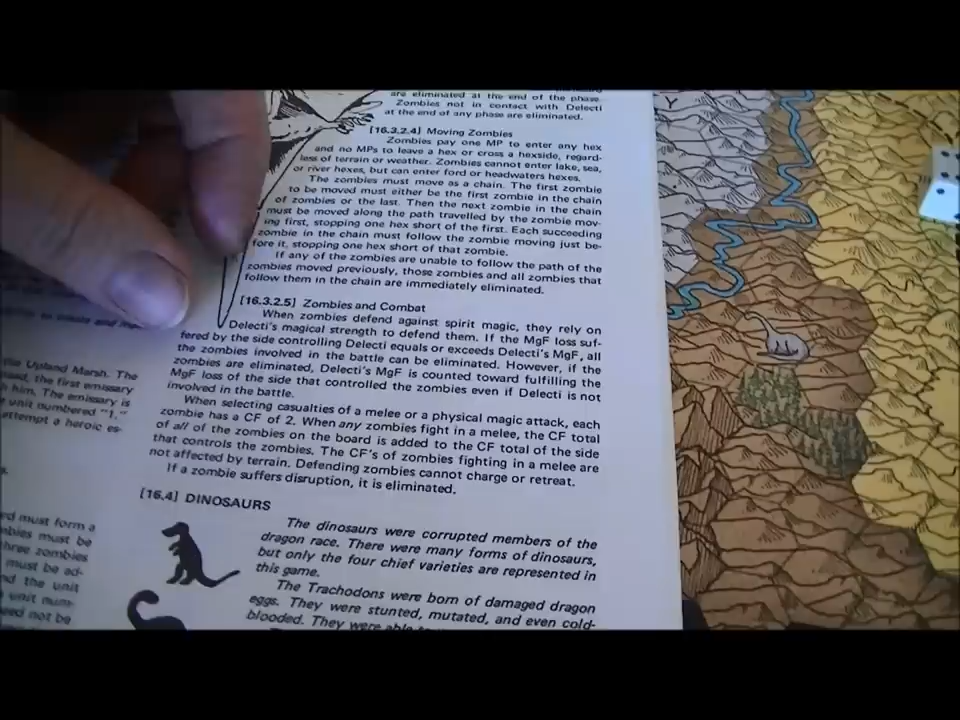 are eliminated at the end of the phase.
Zombies not in contact with Delecti
at the end of any phase are eliminated.
[16.3.2.4] Moving Zombies
Zombies pay one MP to enter any hex
and no MPs to leave a hex or cross a hexside, regard-
less of terrain or weather. Zombies cannot enter lake, sea,
or river hexes, but can enter ford or headwaters hexes.
The zombies must move as a chain. The first zombie
to be moved must either be the first zombie in the chain
of zombies or the last. Then the next zombie in the chain
must be moved along the path travelled by the zombie mov-
ing first, stopping one hex short of the first. Each succeeding
zombie in the chain must follow the zombie moving just be-
fore it, stopping one hex short of that zombie.
If any of the zombies are unable to follow the path of the
zombies moved previously, those zombies and all zombies that
follow them in the chain are immediately eliminated.
[16.3.2.5] Zombies and Combat
When zombies defend against spirit magic, they rely on
Delecti's magical strength to defend them. If the MgF loss suf-
fered by the side controlling Delecti equals or exceeds Delecti's MgF, all
the zombies involved in the battle can be eliminated. However, if the
zombies are eliminated, Delecti's MgF is counted toward fulfilling the
MgF loss of the side that controlled the zombies even if Delecti is not
involved in the battle.
When selecting casualties of a melee or a physical magic attack, each
zombie has a CF of 2. When any zombies fight in a melee, the CF total
of all of the zombies on the board is added to the CF total of the side
that controls the zombies. The CF's of zombies fighting in a melee are
not affected by terrain. Defending zombies cannot charge or retreat.
If a zombie suffers disruption, it is eliminated.
[16.4] DINOSAURS
The dinosaurs were corrupted members of the
dragon race. There were many forms of dinosaurs,
but only the four chief varieties are represented in
this game.
The Trachodons were born of damaged dragon
eggs. They were stunted, mutated, and even cold-
blooded. They were able
Upland Marsh. The
the first emissary
him. The emissary is
unit numbered "1."
attempt a heroic es-
must form a
must be
three zombies
must be ad-
the unit
unit num-
not be